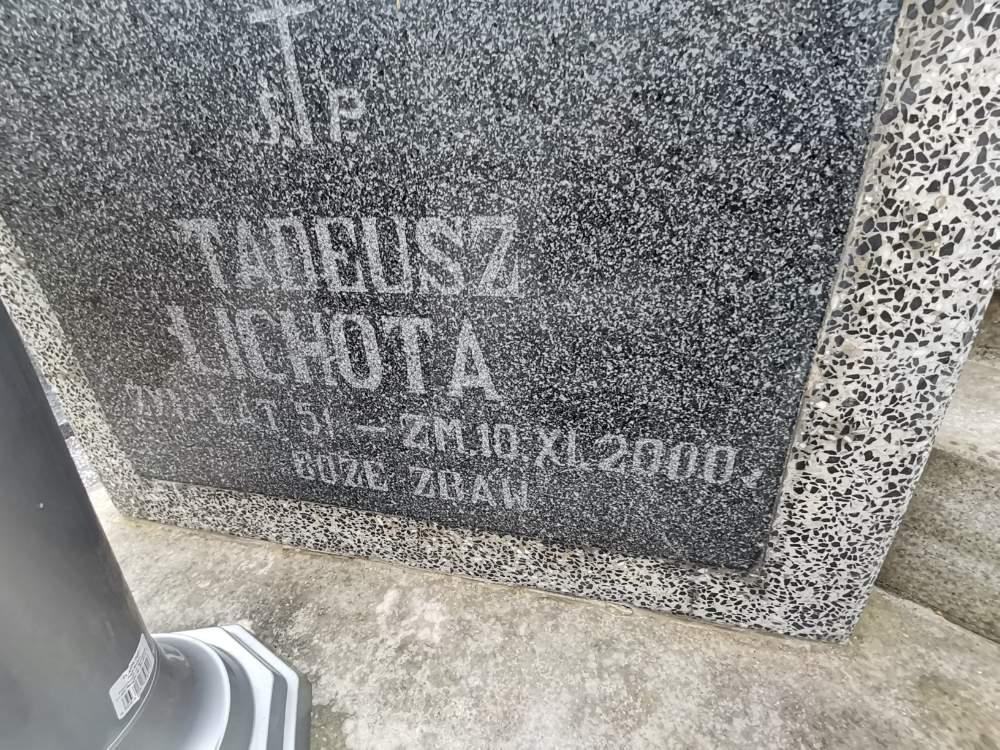 Ś. P.
TADEUSZ
LICHOTA
LAT 51 – ZM. 10. XI. 2000 r.
BOŻE ZBAW